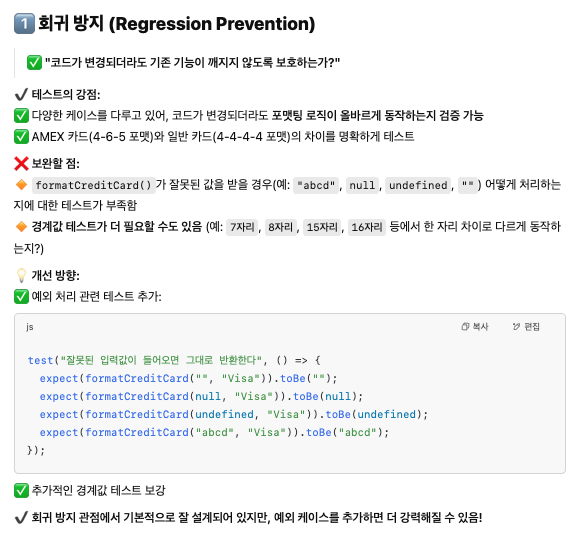 1️⃣ 회귀 방지 (Regression Prevention)
✅ "코드가 변경되더라도 기존 기능이 깨지지 않도록 보호하는가?"
✔️ 테스트의 강점:
✅ 다양한 케이스를 다루고 있어, 코드가 변경되더라도 포맷팅 로직이 올바르게 동작하는지 검증 가능
✅ AMEX 카드(4-6-5 포맷)와 일반 카드(4-4-4-4 포맷)의 차이를 명확하게 테스트
❌ 보완할 점:
🔸 formatCreditCard() 가 잘못된 값을 받을 경우(예: "abcd" , null , undefined , "" ) 어떻게 처리하는
지에 대한 테스트가 부족함
🔸 경계값 테스트가 더 필요할 수도 있음 (예: 7자리 , 8자리 , 15자리 , 16자리 등에서 한 자리 차이로 다르게 동작하
는지?)
💡 개선 방향:
✅ 예외 처리 관련 테스트 추가:
js 복사 편집
test("잘못된 입력값이 들어오면 그대로 반환한다", () => {
  expect(formatCreditCard("", "Visa")).toBe("");
  expect(formatCreditCard(null, "Visa")).toBe(null);
  expect(formatCreditCard(undefined, "Visa")).toBe(undefined);
  expect(formatCreditCard("abcd", "Visa")).toBe("abcd");
});
✅ 추가적인 경계값 테스트 보강
✔️ 회귀 방지 관점에서 기본적으로 잘 설계되어 있지만, 예외 케이스를 추가하면 더 강력해질 수 있음!